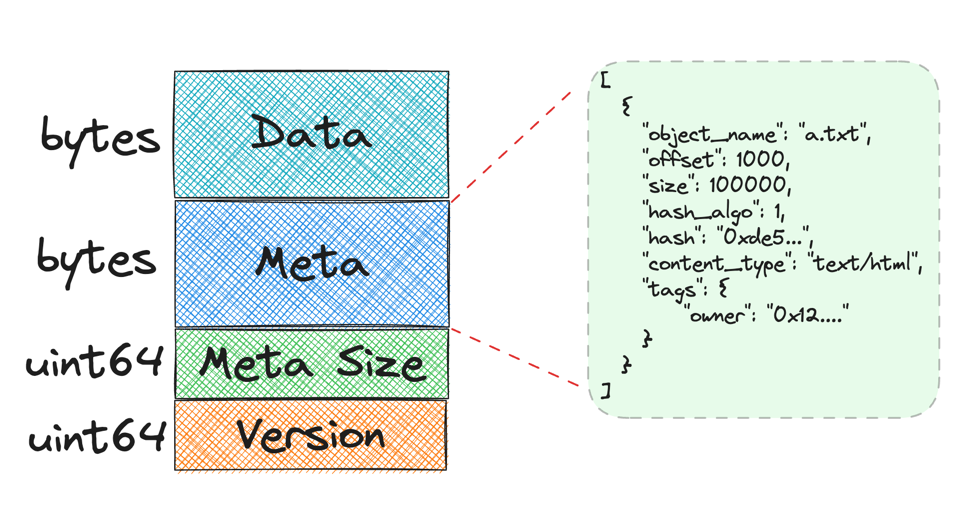 bytes
Data
bytes
Meta
uint64
Meta Size
uint64
Version
[
{
"object_name": "a.txt",
"offset": 1000,
"size": 100000,
"hash_algo": 1,
"hash": "0xde5...",
"content_type": "text/html",
"tags": {
"owner": "0x12...."
}
}
]